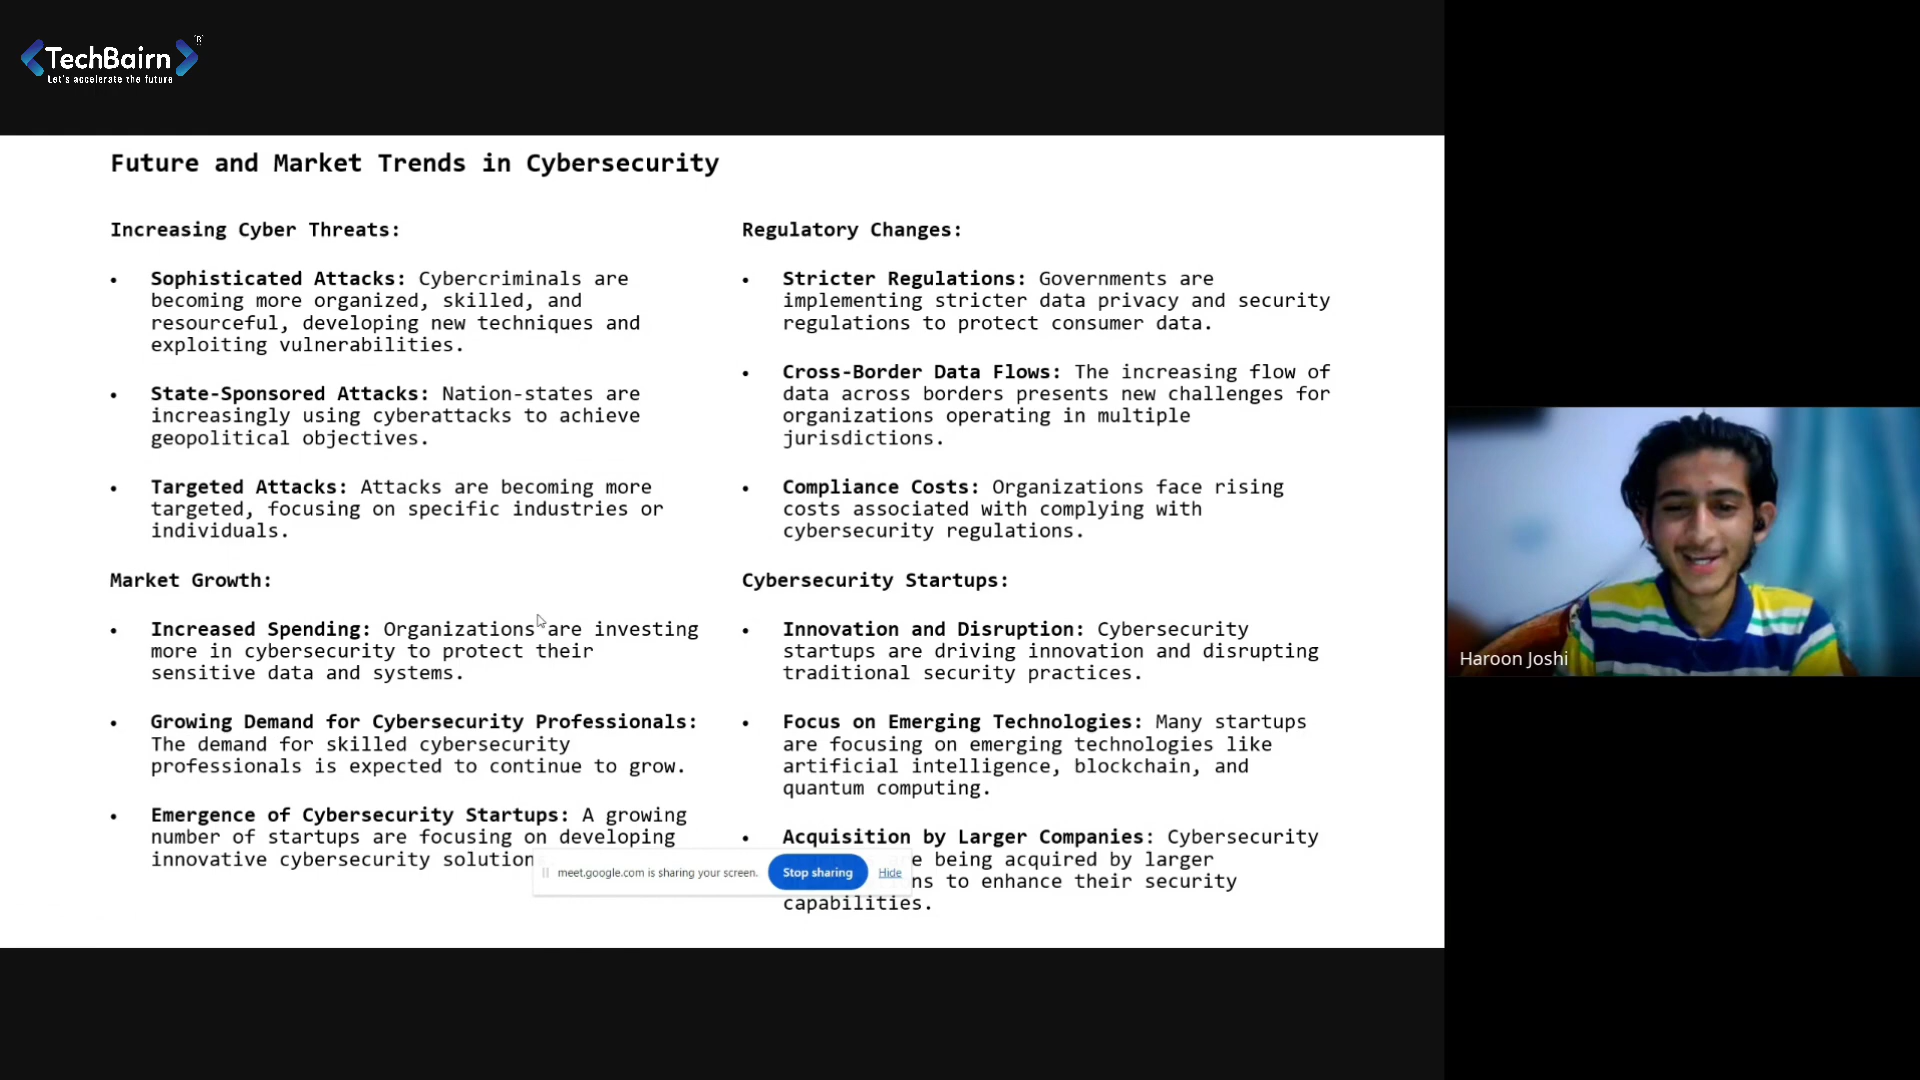 TechBairn
Let's accelerate the future
Future and Market Trends in Cybersecurity
Increasing Cyber Threats:
• Sophisticated Attacks: Cybercriminals are
becoming more organized, skilled, and
resourceful, developing new techniques and
exploiting vulnerabilities.
• State-Sponsored Attacks: Nation-states are
increasingly using cyberattacks to achieve
geopolitical objectives.
• Targeted Attacks: Attacks are becoming more
targeted, focusing on specific industries or
individuals.
Market Growth:
• Increased Spending: Organizations are investing
more in cybersecurity to protect their
sensitive data and systems.
• Growing Demand for Cybersecurity Professionals:
The demand for skilled cybersecurity
professionals is expected to continue to grow.
• Emergence of Cybersecurity Startups: A growing
number of startups are focusing on developing
innovative cybersecurity solution
Regulatory Changes:
• Stricter Regulations: Governments are
implementing stricter data privacy and security
regulations to protect consumer data.
• Cross-Border Data Flows: The increasing flow of
data across borders presents new challenges for
organizations operating in multiple
jurisdictions.
• Compliance Costs: Organizations face rising
costs associated with complying with
cybersecurity regulations.
Cybersecurity Startups:
• Innovation and Disruption: Cybersecurity
startups are driving innovation and disrupting
traditional security practices.
• Focus on Emerging Technologies: Many startups
are focusing on emerging technologies like
artificial intelligence, blockchain, and
quantum computing.
• Acquisition by Larger Companies: Cybersecurity
being acquired by larger
to enhance their security
capabilities.
meet.google.com is sharing your screen.
Stop sharing
Hide
Haroon Joshi